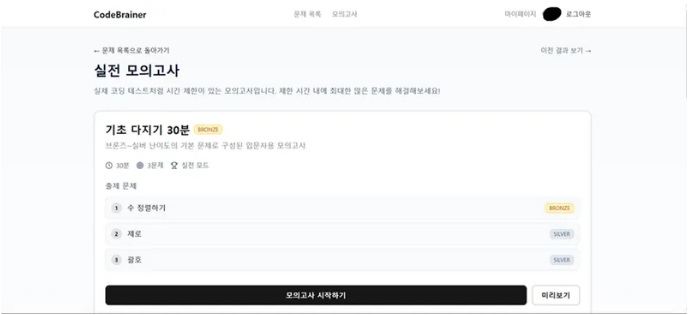 CodeBrainer 문제 목록 모의고사 마이페이지 로그아웃
← 문제 목록으로 돌아가기 이전 결과 보기 →
실전 모의고사
실제 코딩 테스트처럼 시간 제한이 있는 모의고사입니다. 제한 시간 내에 최대한 많은 문제를 해결해보세요!
기초 다지기 30분 BRONZE
브론즈~실버 난이도의 기본 문제로 구성된 입문자용 모의고사
30분 3문제 실전 모드
출제 문제
1 수 정렬하기 BRONZE
2 제로 SILVER
3 괄호 SILVER
모의고사 시작하기 미리보기